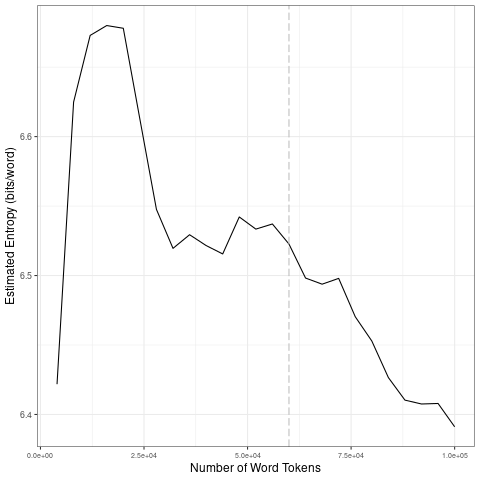 Estimated Entropy (bits/word)
6.6
6.5
6.4
0.0e+00 2.5e+04 5.0e+04 7.5e+04 1.0e+05
Number of Word Tokens